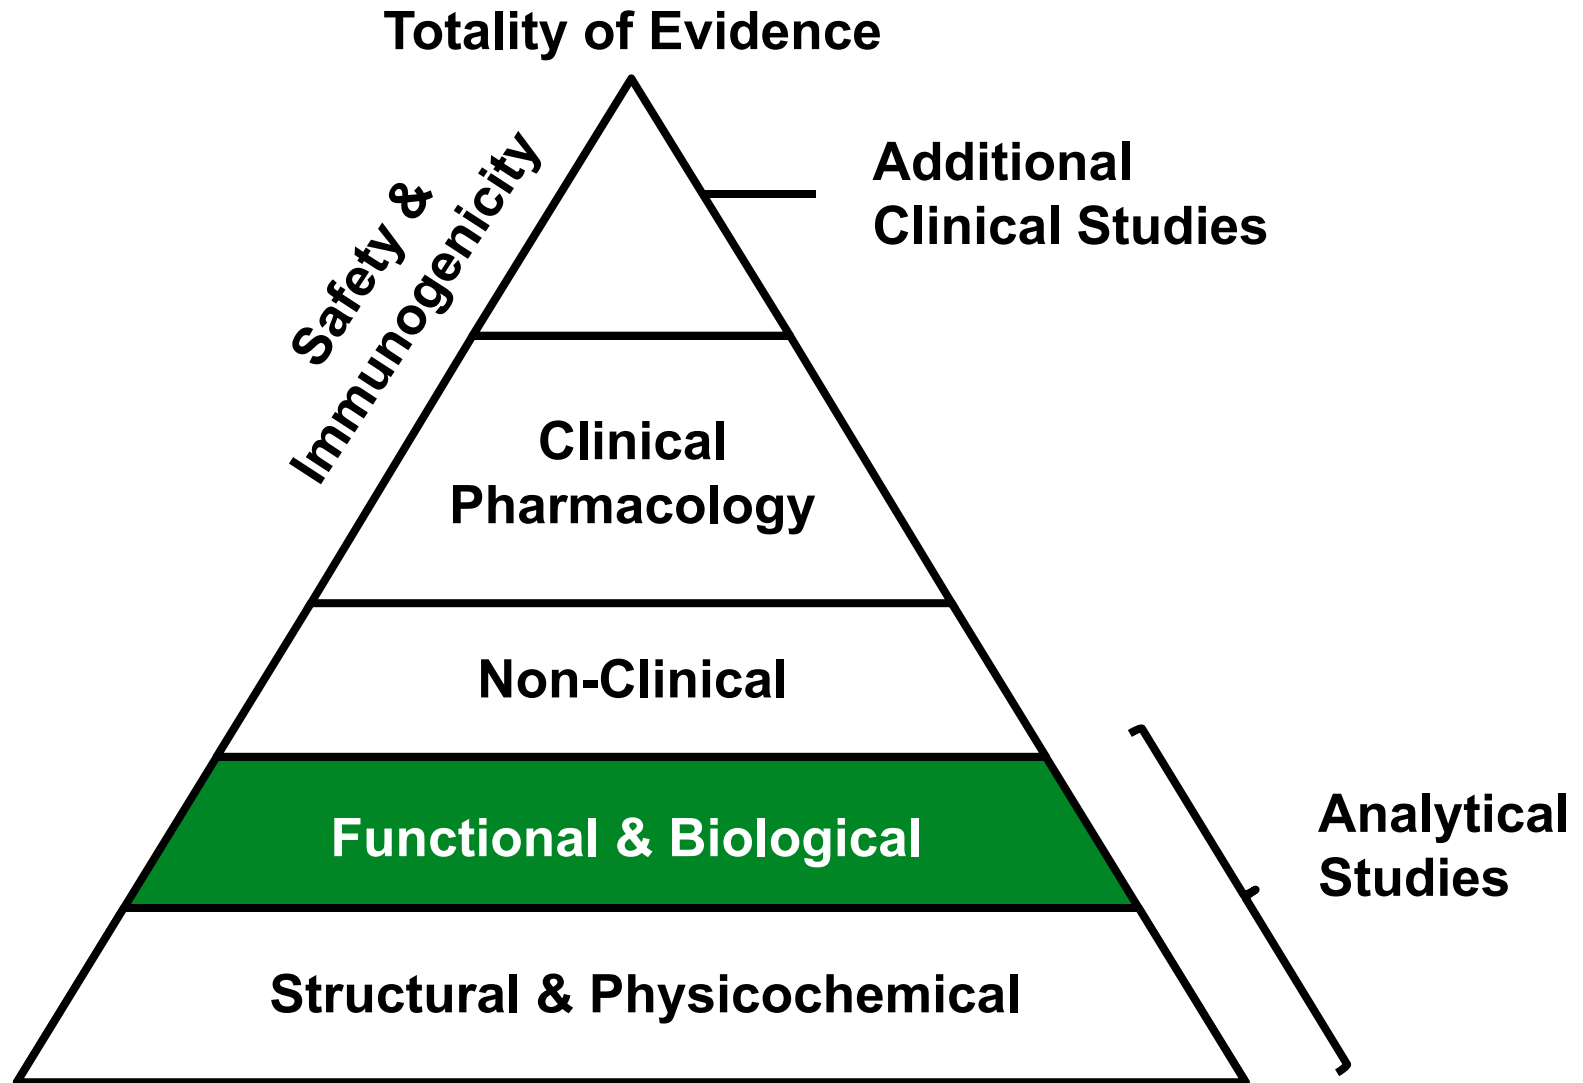 Totality of Evidence
Safety &
Immunogenicity
Additional
Clinical Studies
Clinical
Pharmacology
Non-Clinical
Functional & Biological
Analytical
Studies
Structural & Physicochemical